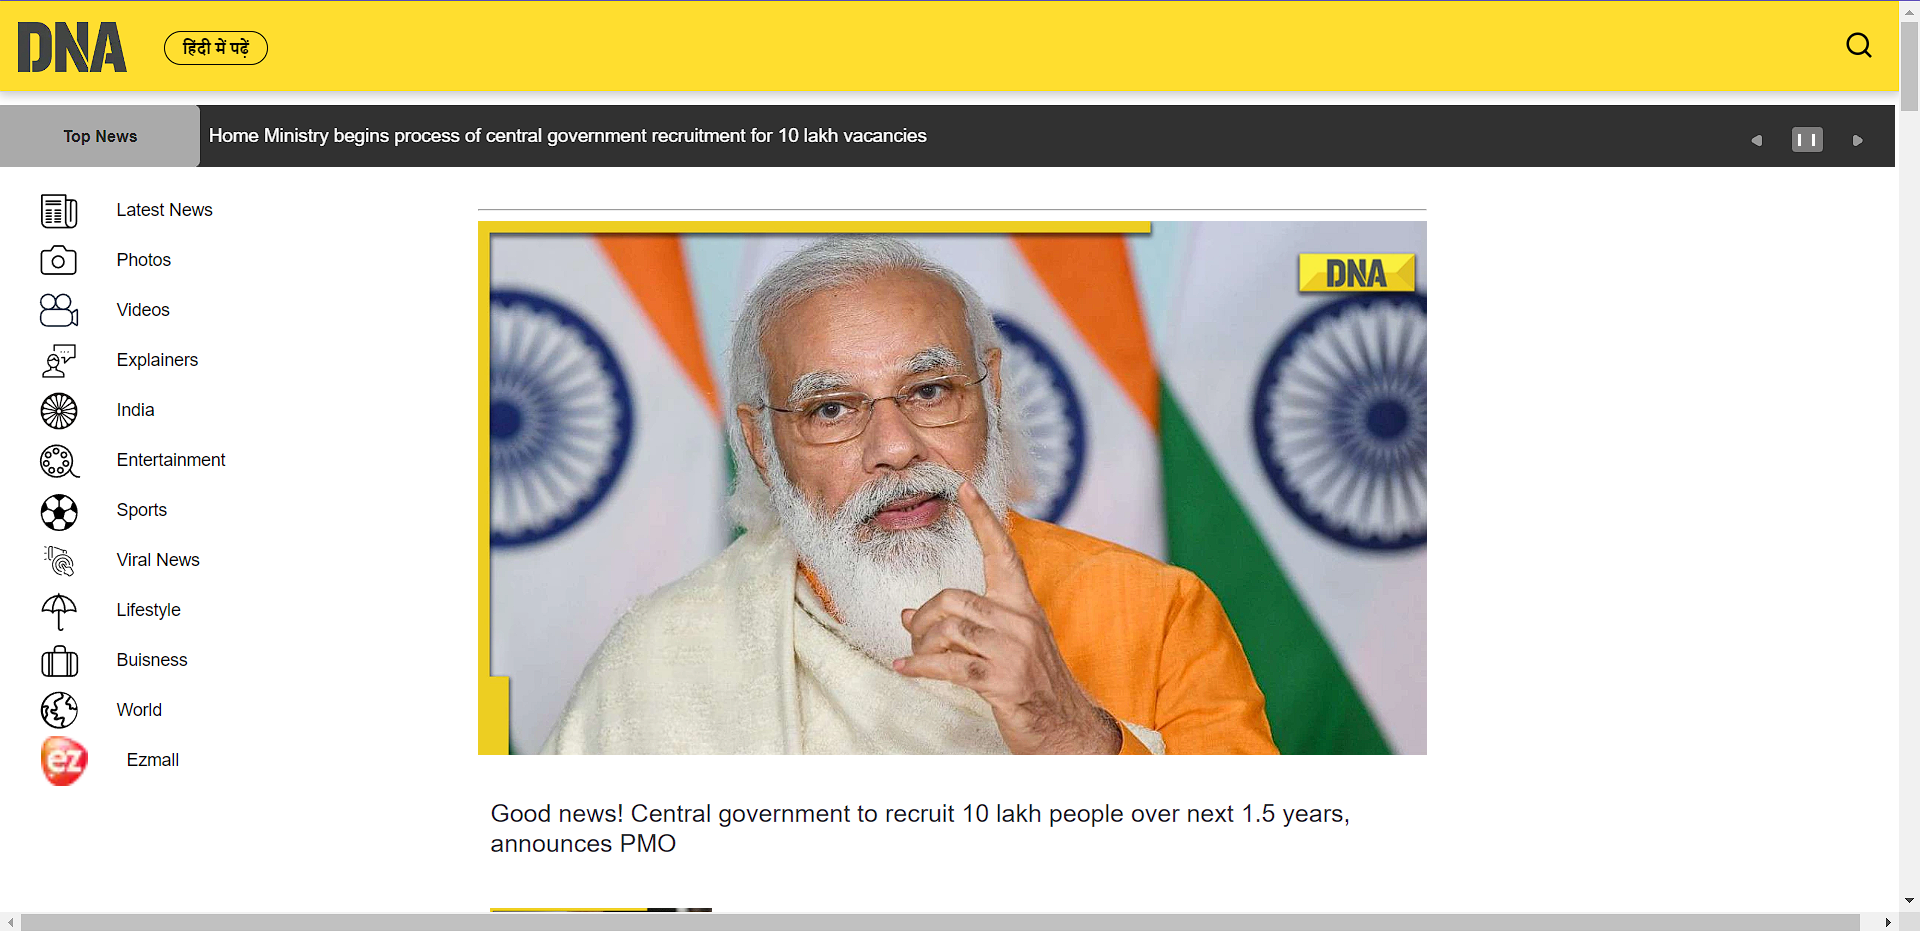 DNA
हिंदी में पढ़ें
Top News
Home Ministry begins process of central government recruitment for 10 lakh vacancies
Latest News
Photos
Videos
Explainers
India
Entertainment
Sports
Viral News
Lifestyle
Buisness
World
ez
Ezmall
DNA
Good news! Central government to recruit 10 lakh people over next 1.5 years,
announces PMO